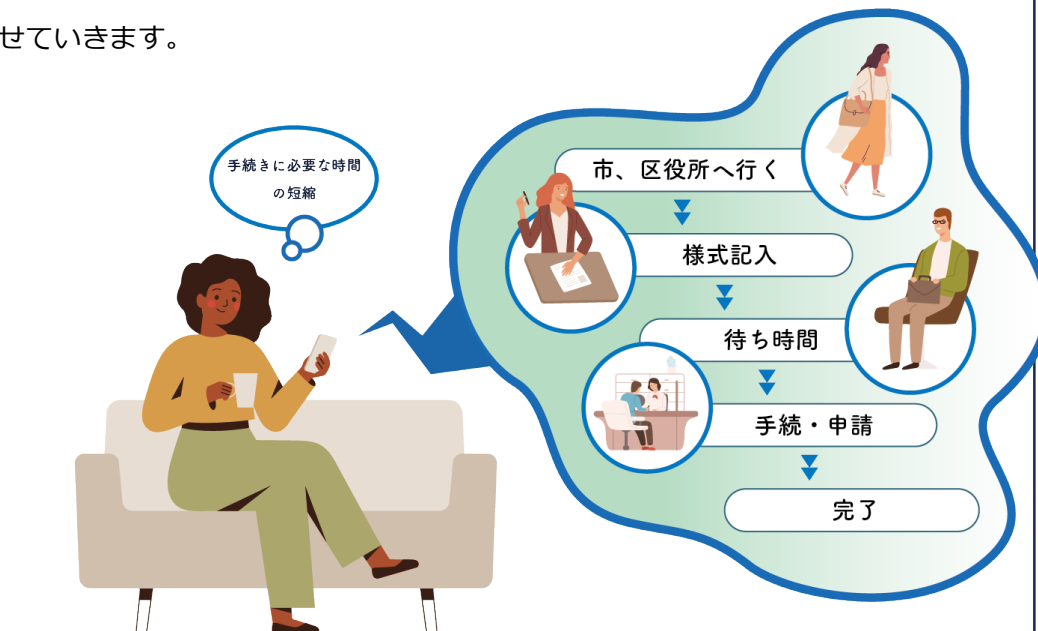 せていきます。
手続きに必要な時間
の短縮
市、区役所へ行く
様式記入
待ち時間
手続・申請
完了